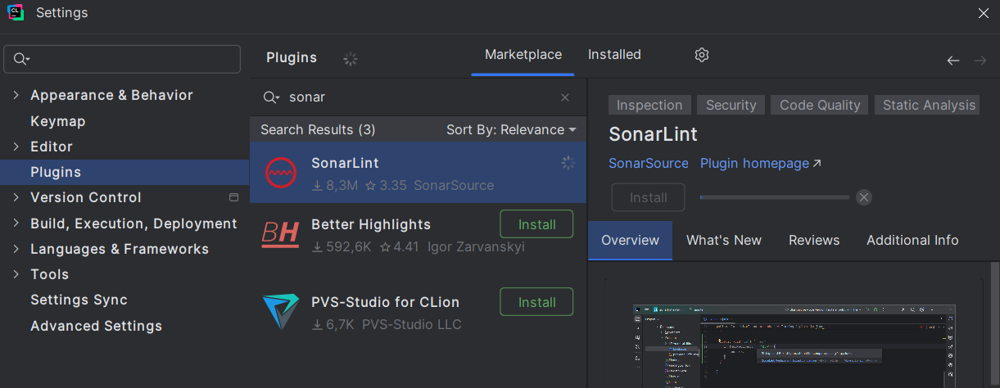 CL
Settings
Plugins
Marketplace
Installed
Appearance & Behavior
Keymap
Editor
Plugins
Version Control
Build, Execution, Deployment
Languages & Frameworks
Tools
Settings Sync
Advanced Settings
sonar
Search Results (3)
Sort By: Relevance
SonarLint
8,3M 3.35 SonarSource
Better Highlights
Install
BH
592,6K 4.41 Igor Zarvanskyi
PVS-Studio for CLion
Install
6,7K PVS-Studio LLC
Inspection
Security
Code Quality
Static Analysis
SonarLint
SonarSource Plugin homepage
Install
Overview
What's New
Reviews
Additional Info